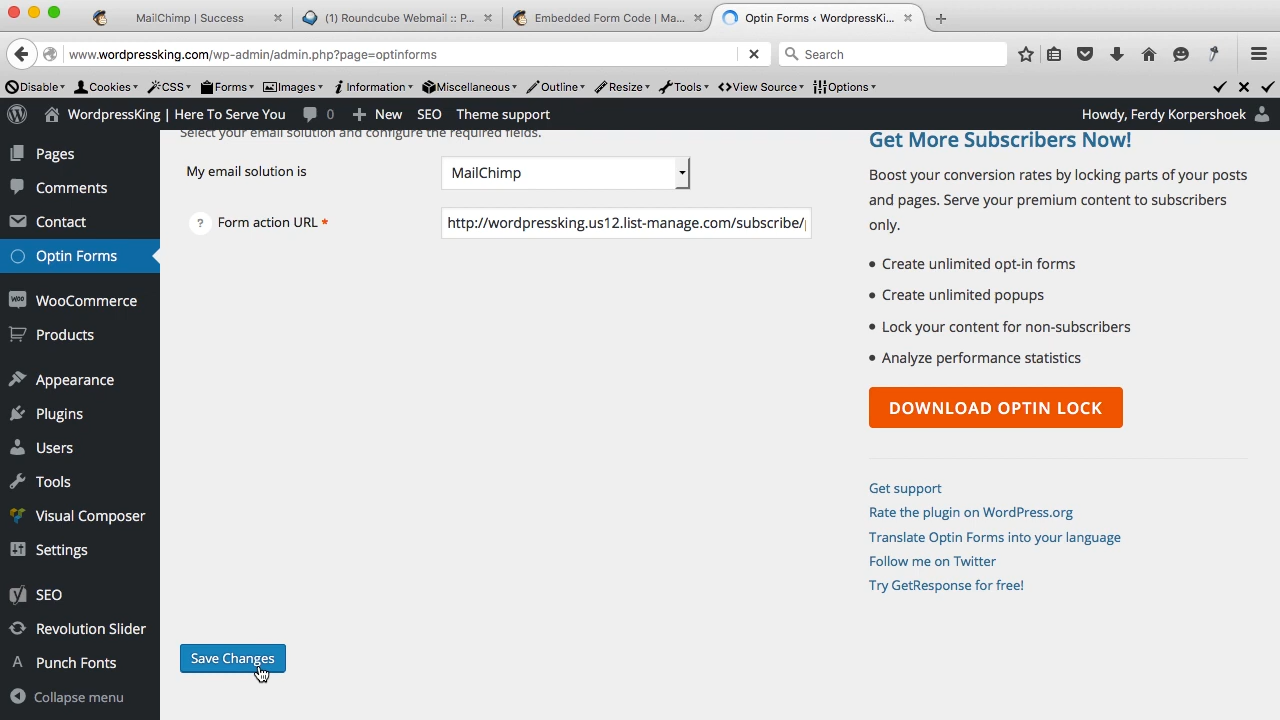 MailChimp | Success
(1) Roundcube Webmail :: P...
Embedded Form Code | Ma...
Optin Forms ‹ WordpressKi...
www.wordpressking.com/wp-admin/admin.php?page=optinforms
Search
Disable
Cookies
CSS
Forms
Images
Information
Miscellaneous
Outline
Resize
Tools
View Source
Options
WordpressKing | Here To Serve You
0
New
SEO
Theme support
Howdy, Ferdy Korpershoek
Pages
Comments
Contact
Optin Forms
WooCommerce
Products
Appearance
Plugins
Users
Tools
Visual Composer
Settings
SEO
Revolution Slider
Punch Fonts
Collapse menu
Select your email solution and configure the required fields.
My email solution is
MailChimp
? Form action URL *
http://wordpressking.us12.list-manage.com/subscribe/
Save Changes
Get More Subscribers Now!
Boost your conversion rates by locking parts of your posts
and pages. Serve your premium content to subscribers
only.
• Create unlimited opt-in forms
• Create unlimited popups
• Lock your content for non-subscribers
• Analyze performance statistics
DOWNLOAD OPTIN LOCK
Get support
Rate the plugin on WordPress.org
Translate Optin Forms into your language
Follow me on Twitter
Try GetResponse for free!